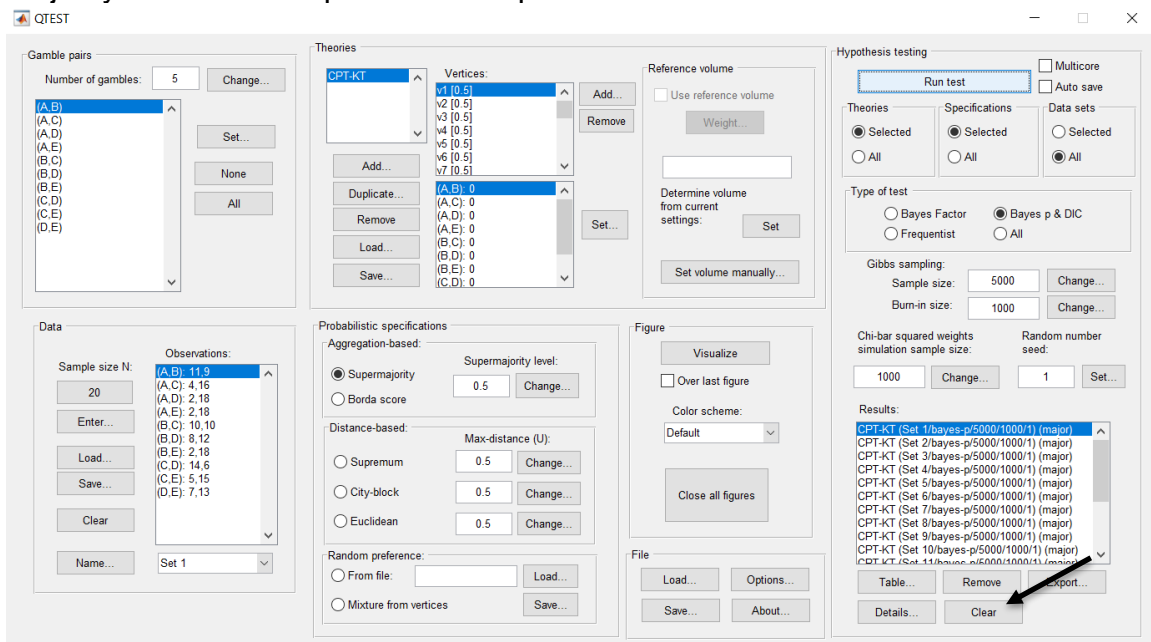 QTEST
Gamble pairs
Number of gambles: 5 Change...
(A,B)
(A,C)
(A,D)
(A,E)
(B,C)
(B,D)
(B,E)
(C,D)
(C,E)
(D,E)
Set...
None
All
Theories
CPT-KT
Add...
Duplicate...
Remove
Load...
Save...
Vertices:
v1 [0.5]
v2 [0.5]
v3 [0.5]
v4 [0.5]
v5 [0.5]
v6 [0.5]
v7 [0.5]
Add...
Remove
(A,B): 0
(A,C): 0
(A,D): 0
(A,E): 0
(B,C): 0
(B,D): 0
(B,E): 0
(C,D): 0
Set...
Reference volume
Use reference volume
Weight...
Determine volume
from current
settings: Set
Set volume manually...
Hypothesis testing
Run test
Multicore
Auto save
Theories
Selected
All
Specifications
Selected
All
Data sets
Selected
All
Type of test
Bayes Factor Bayes p & DIC
Frequentist All
Gibbs sampling:
Sample size: 5000 Change...
Burn-in size: 1000 Change...
Chi-bar squared weights
simulation sample size:
1000 Change...
Random number
seed:
1 Set...
Results:
CPT-KT (Set 1/bayes-p/5000/1000/1) (major)
CPT-KT (Set 2/bayes-p/5000/1000/1) (major)
CPT-KT (Set 3/bayes-p/5000/1000/1) (major)
CPT-KT (Set 4/bayes-p/5000/1000/1) (major)
CPT-KT (Set 5/bayes-p/5000/1000/1) (major)
CPT-KT (Set 6/bayes-p/5000/1000/1) (major)
CPT-KT (Set 7/bayes-p/5000/1000/1) (major)
CPT-KT (Set 8/bayes-p/5000/1000/1) (major)
CPT-KT (Set 9/bayes-p/5000/1000/1) (major)
CPT-KT (Set 10/bayes-p/5000/1000/1) (major)
CPT-KT (Set 11/bayes-p/5000/1000/1) (major)
Table... Remove Export...
Details... Clear
Data
Sample size N:
20
Enter...
Load...
Save...
Clear
Name... Set 1
Observations:
(A,B): 11,9
(A,C): 4,16
(A,D): 2,18
(A,E): 2,18
(B,C): 10,10
(B,D): 8,12
(B,E): 2,18
(C,D): 14,6
(C,E): 5,15
(D,E): 7,13
Probabilistic specifications
Aggregation-based:
Supermajority level:
Supermajority 0.5 Change...
Borda score
Distance-based:
Max-distance (U):
Supremum 0.5 Change...
City-block 0.5 Change...
Euclidean 0.5 Change...
Random preference:
From file: Load...
Mixture from vertices Save...
Figure
Visualize
Over last figure
Color scheme:
Default
Close all figures
File
Load... Options...
Save... About...